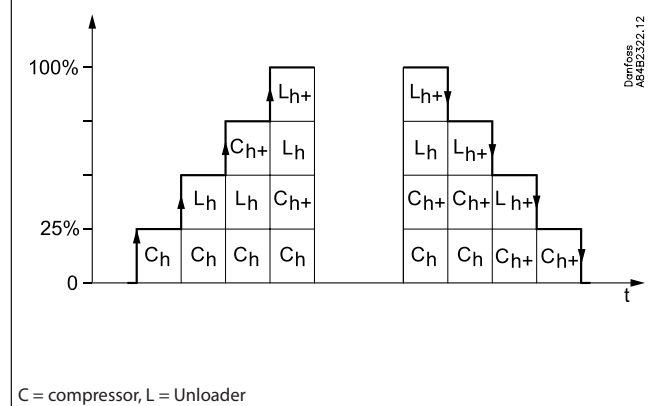 Danfoss
A84B2322.12
100%
Lh+ Lh+
Ch+ Lh Lh Lh+
Lh Lh Ch+ Ch+ Ch+ Lh+
25%
Ch Ch Ch Ch Ch Ch Ch+ Ch+
0
t
C = compressor, L = Unloader